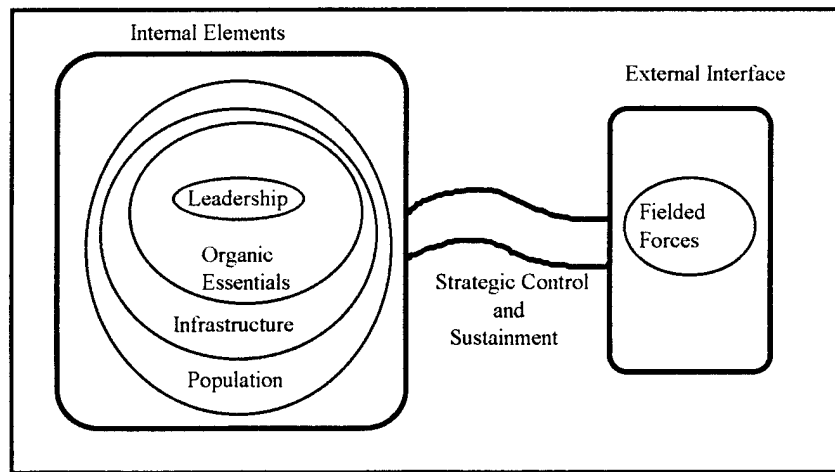 Internal Elements
External Interface
Leadership
Organic
Essentials
Infrastructure
Population
Strategic Control
and
Sustainment
Fielded
Forces